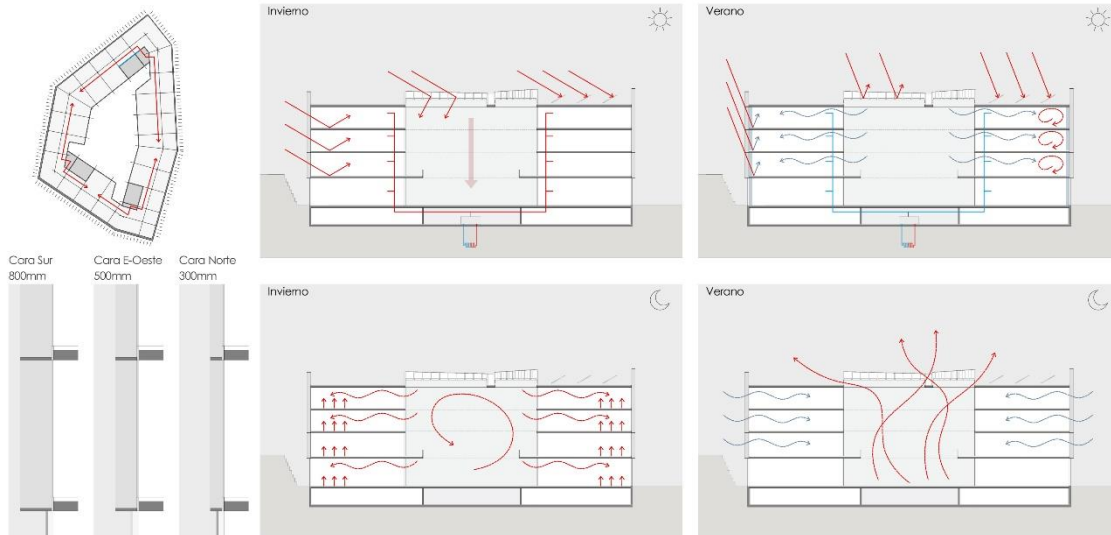 Invierno
Verano
Cara Sur
800mm
Cara E-Oeste
500mm
Cara Norte
300mm
Invierno
Verano